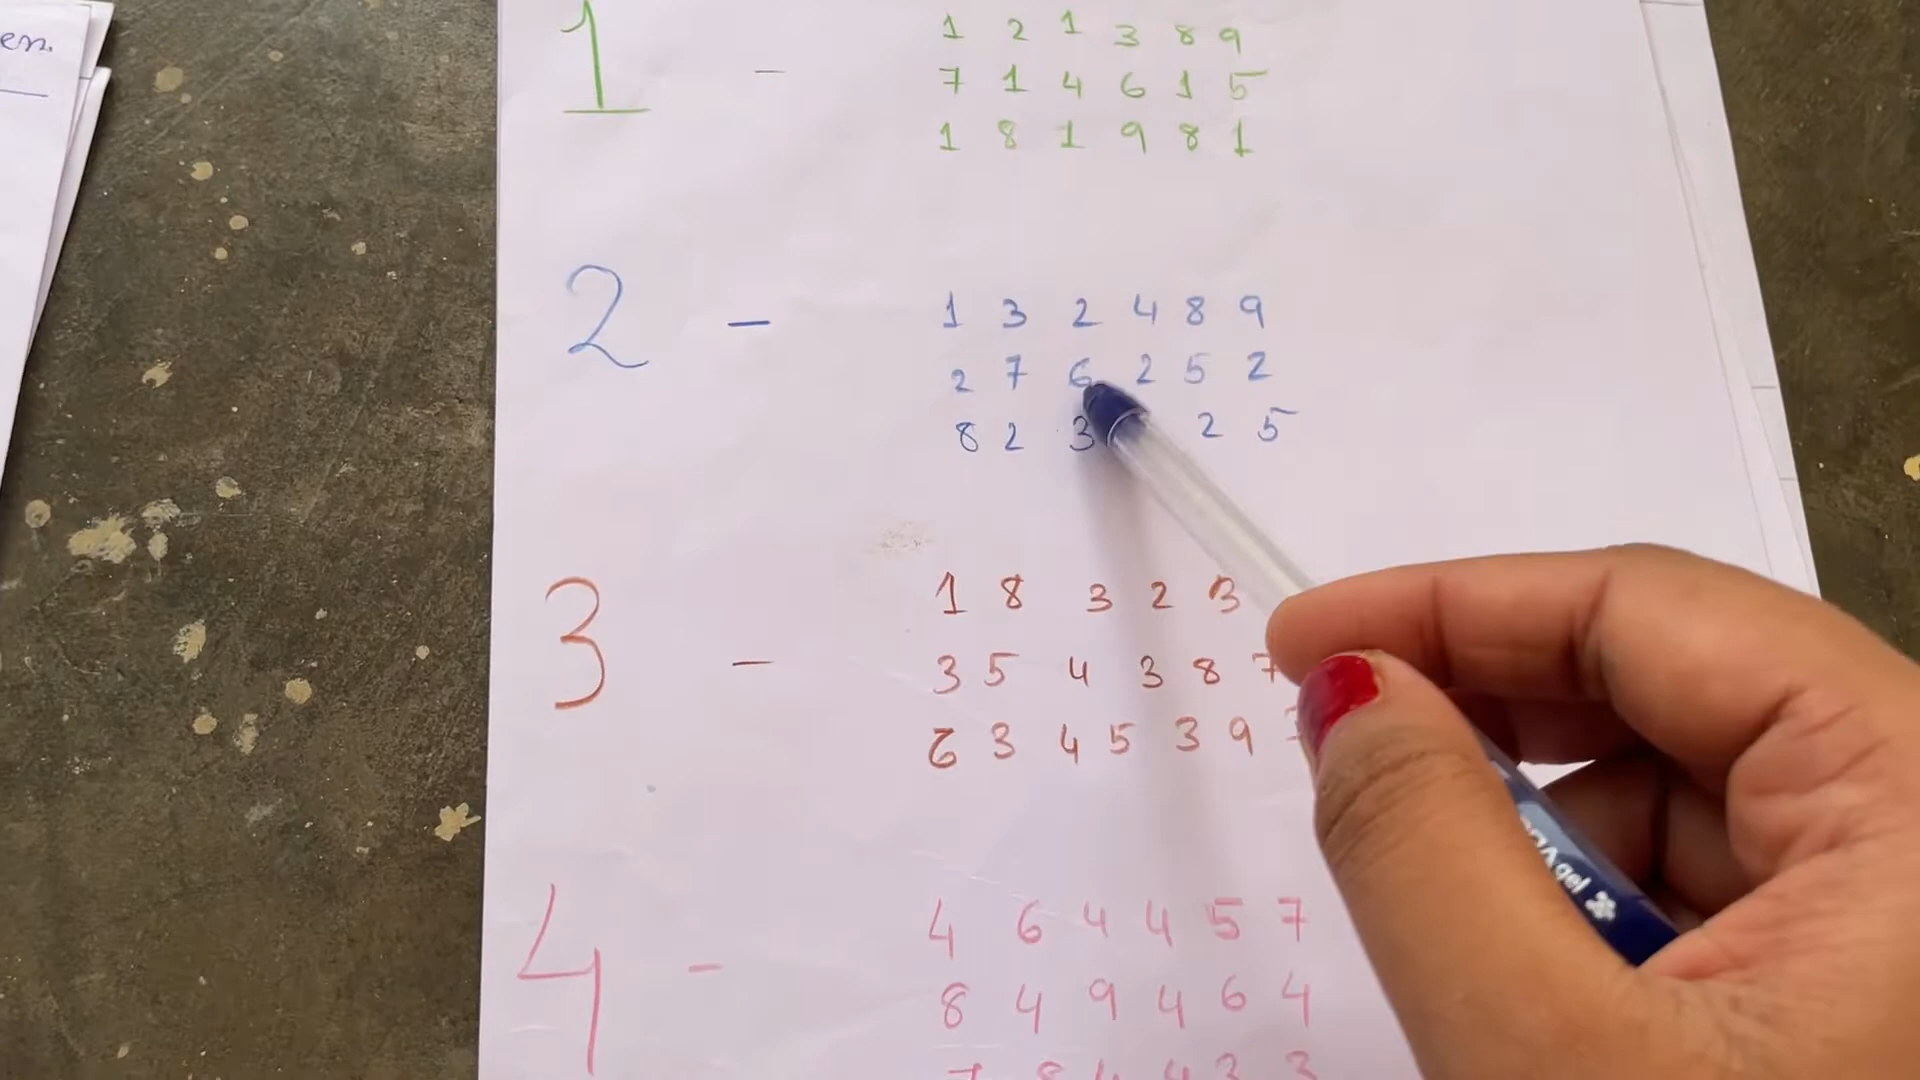 en.
1 - 1 2 1 3 8 9
7 1 4 6 1 5
1 8 1 9 8 1
2 - 1 3 2 4 8 9
2 7 6 2 5 2
8 2 3 2 5
3 - 1 8 3 2 3
3 5 4 3 8 7
6 3 4 5 3 9
4 - 4 6 4 4 5 7
8 4 9 4 6 4